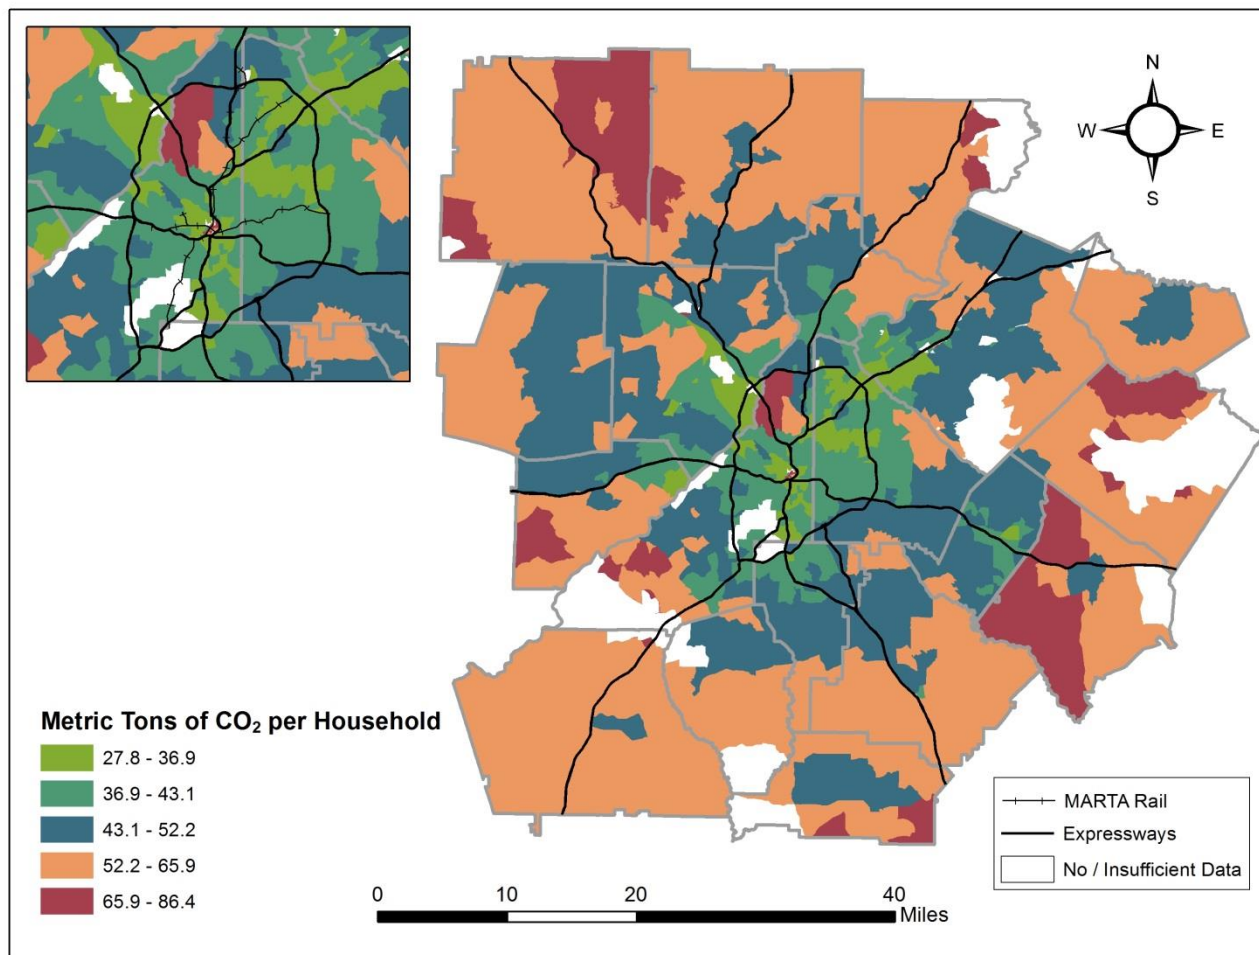 N
W E
S
Metric Tons of CO₂ per Household
27.8 - 36.9
36.9 - 43.1
43.1 - 52.2
52.2 - 65.9
65.9 - 86.4
MARTA Rail
Expressways
No / Insufficient Data
0 10 20 40
Miles